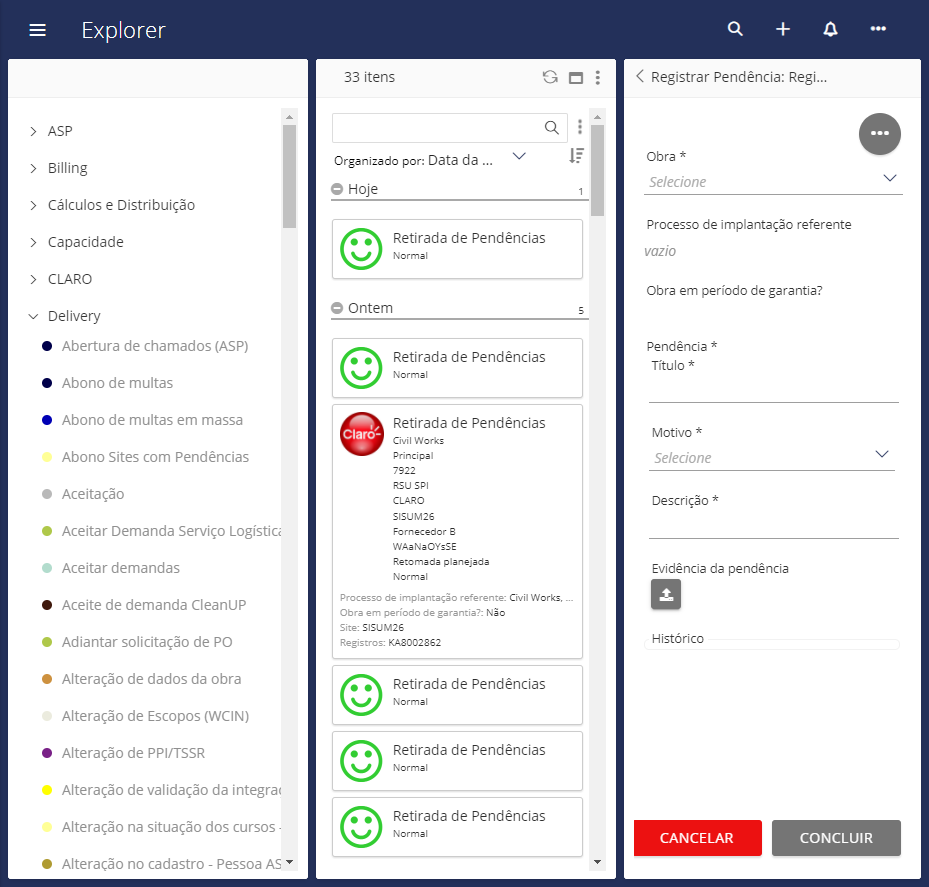 Explorer
ASP
Billing
Cálculos e Distribuição
Capacidade
CLARO
Delivery
Abertura de chamados (ASP)
Abono de multas
Abono de multas em massa
Abono Sites com Pendências
Aceitação
Aceitar Demanda Serviço Logística
Aceitar demandas
Aceite de demanda CleanUP
Adiantar solicitação de PO
Alteração de dados da obra
Alteração de Escopos (WCIN)
Alteração de PPI/TSSR
Alteração de validação da integrad
Alteração na situação dos cursos -
Alteração no cadastro - Pessoa AS
33 itens
Organizado por: Data da ...
Hoje 1
Retirada de Pendências
Normal
Ontem 5
Retirada de Pendências
Normal
Claro
Retirada de Pendências
Civil Works
Principal
7922
RSU SPI
CLARO
SISUM26
Fornecedor B
WAaNaOYsSE
Retomada planejada
Normal
Processo de implantação referente: Civil Works, ...
Obra em período de garantia?: Não
Site: SISUM26
Registros: KA8002862
Retirada de Pendências
Normal
Retirada de Pendências
Normal
Retirada de Pendências
Normal
Registrar Pendência: Regi...
Obra *
Selecione
Processo de implantação referente
vazio
Obra em período de garantia?
Pendência *
Título *
Motivo *
Selecione
Descrição *
Evidência da pendência
Histórico
CANCELAR
CONCLUIR